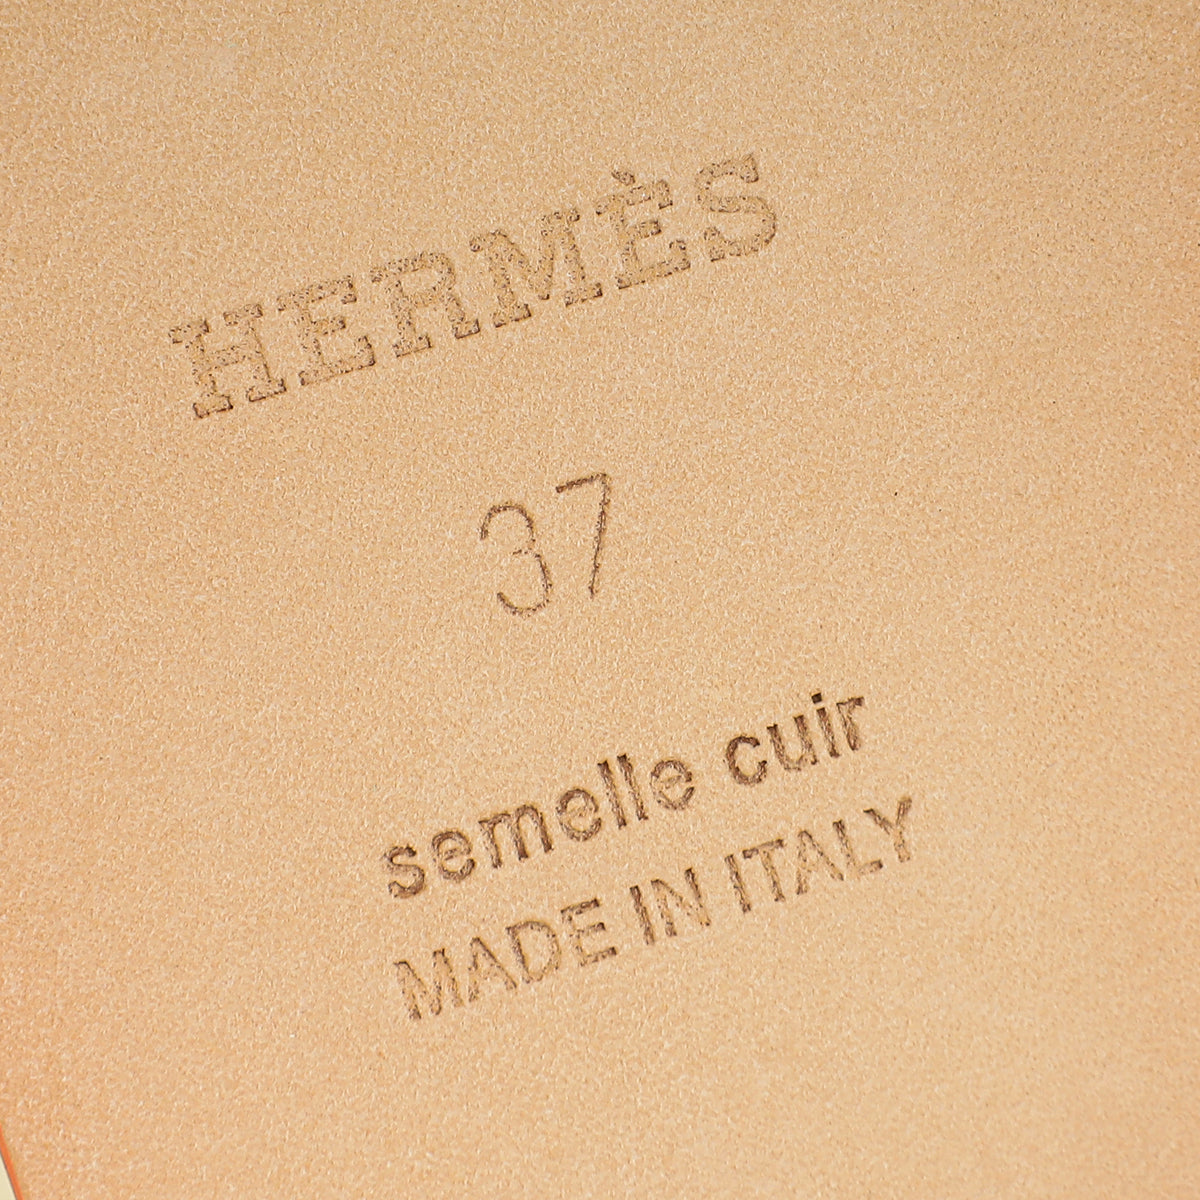 HERMÈS
37
semelle cuir
MADE IN ITALY